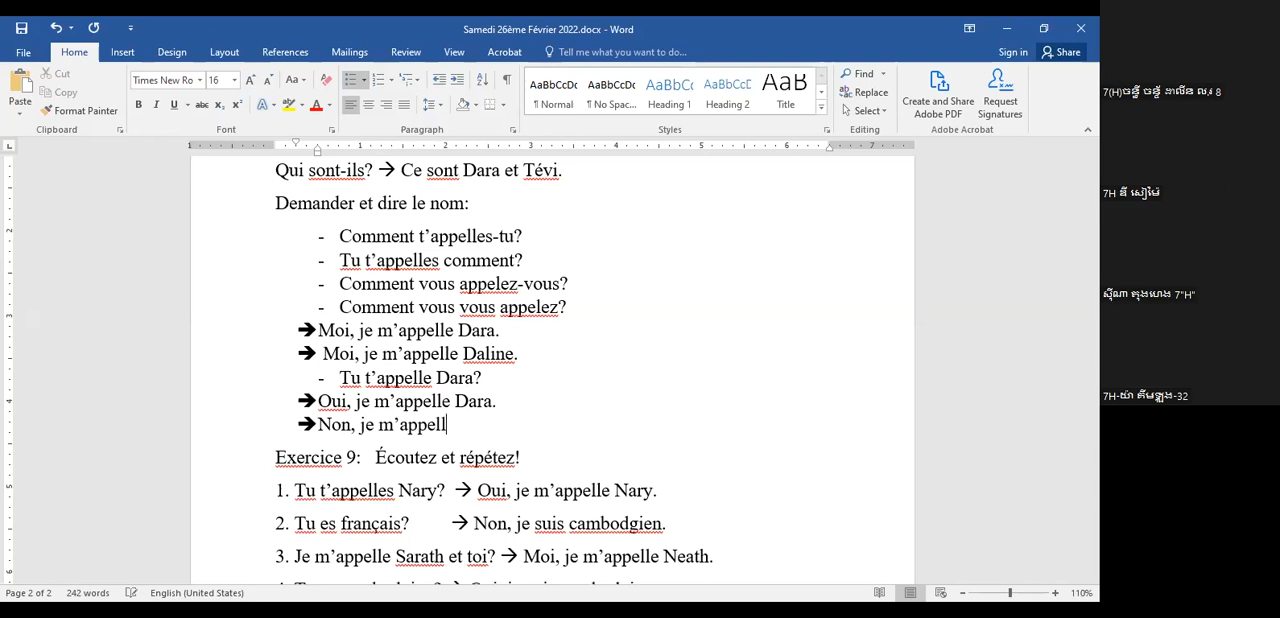 Samedi 26ème Février 2022.docx - Word
File Home Insert Design Layout References Mailings Review View Acrobat Tell me what you want to do... Sign in Share
Paste Cut Copy Format Painter
Clipboard
Times New Ro 16
Font
Paragraph
AaBbCcDc AaBbCcDc AaBbCc AaBbCcD AaB
¶ Normal ¶ No Spac... Heading 1 Heading 2 Title
Styles
Find Replace Select
Editing
Create and Share Adobe PDF Request Signatures
Adobe Acrobat
Qui sont-ils? → Ce sont Dara et Tévi.
Demander et dire le nom:
- Comment t’appelles-tu?
- Tu t’appelles comment?
- Comment vous appelez-vous?
- Comment vous vous appelez?
➔Moi, je m’appelle Dara.
➔ Moi, je m’appelle Daline.
- Tu t’appelle Dara?
➔Oui, je m’appelle Dara.
➔Non, je m’appell
Exercice 9: Écoutez et répétez!
1. Tu t’appelles Nary? → Oui, je m’appelle Nary.
2. Tu es français? → Non, je suis cambodgien.
3. Je m’appelle Sarath et toi? → Moi, je m’appelle Neath.
Page 2 of 2 242 words English (United States) 110%
7H ឌី សៀម៉ៃ